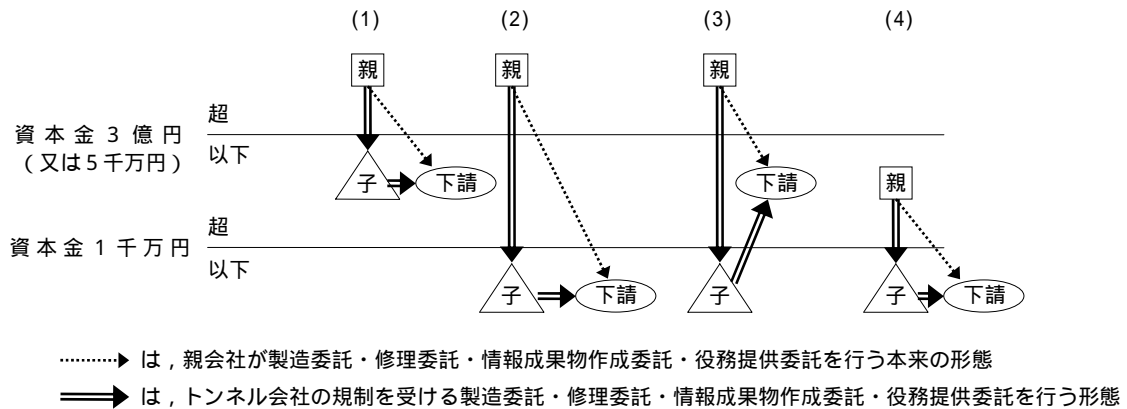 (1) (2) (3) (4)
親 親 親
超
資本金3億円
(又は5千万円)
以下
子 下請 下請 親
超
資本金1千万円
以下
子 下請 子 子 下請
は，親会社が製造委託・修理委託・情報成果物作成委託・役務提供委託を行う本来の形態
は，トンネル会社の規制を受ける製造委託・修理委託・情報成果物作成委託・役務提供委託を行う形態